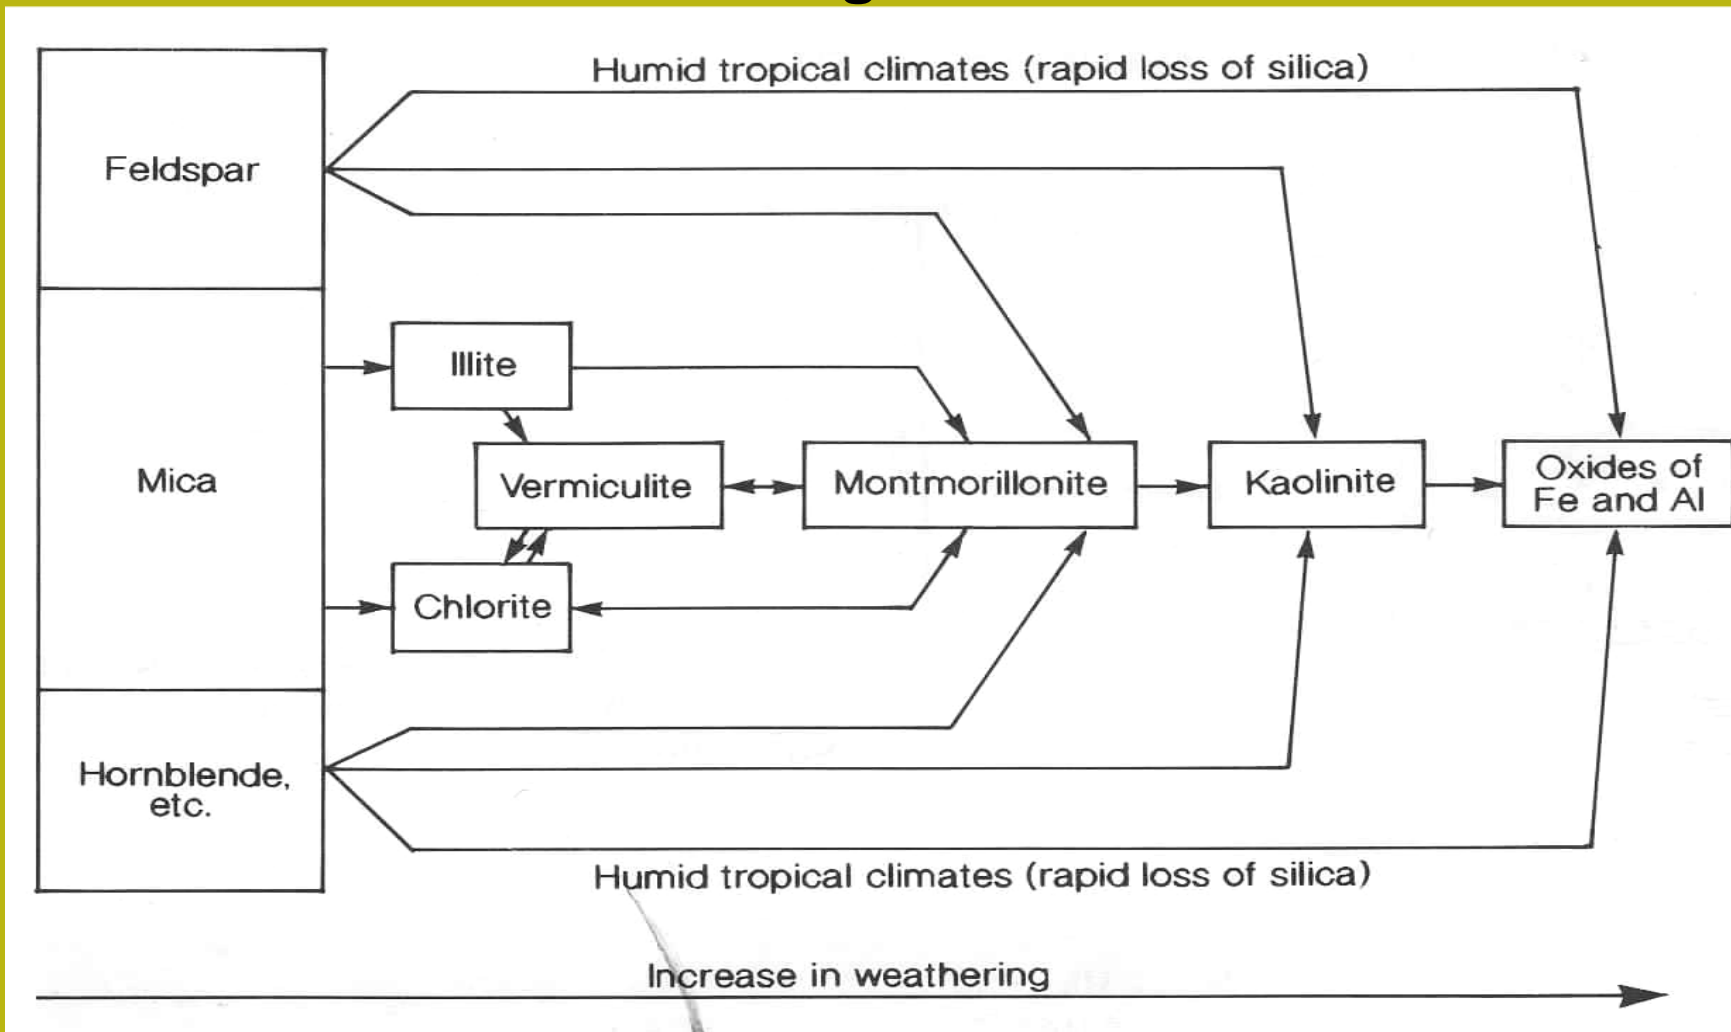 Humid tropical climates (rapid loss of silica)
Feldspar
Illite
Mica
Vermiculite
Montmorillonite
Kaolinite
Oxides of
Fe and Al
Chlorite
Hornblende,
etc.
Humid tropical climates (rapid loss of silica)
Increase in weathering